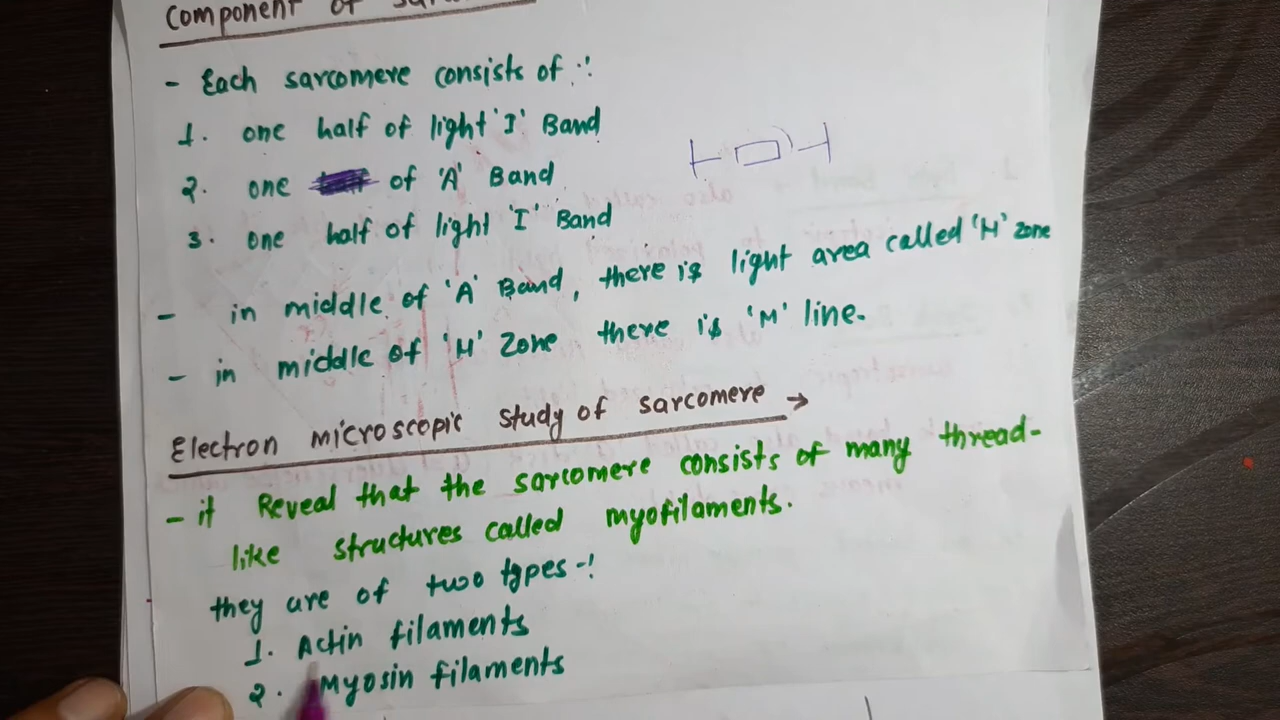 Component of
- Each sarcomere consists of :'
1. one half of light 'I' Band
2. one of 'A' Band
3. one half of light 'I' Band
- in middle of 'A' Band, there is light area called 'H' zone
- in middle of 'H' zone there is 'M' line.
Electron microscopic study of sarcomere →
- it Reveal that the sarcomere consists of many thread-
like structures called myofilaments.
they are of two types -!
1. Actin filaments
2. Myosin filaments